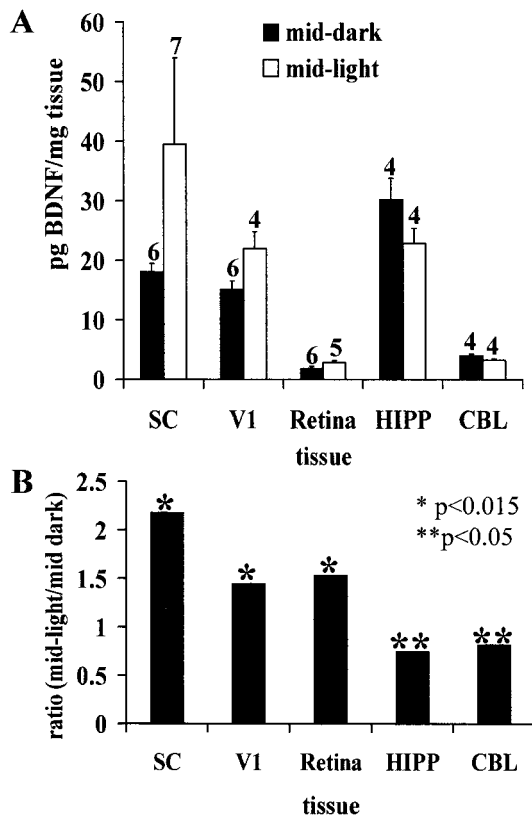 A
pg BDNF/mg tissue
60
50
40
30
20
10
0
mid-dark
mid-light
6
7
6
4
6
5
4
4
4
4
SC V1 Retina HIPP CBL
tissue
B
ratio (mid-light/mid dark)
2.5
2
1.5
1
0.5
0
* p<0.015
**p<0.05
*
*
*
**
**
SC V1 Retina HIPP CBL
tissue